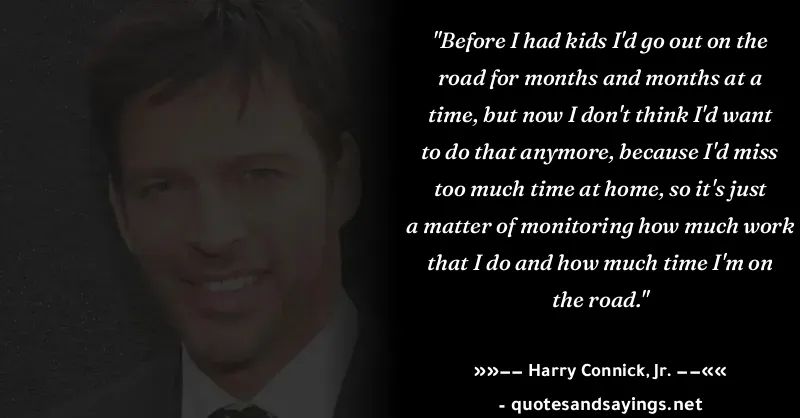 "Before I had kids I'd go out on the
road for months and months at a
time, but now I don't think I'd want
to do that anymore, because I'd miss
too much time at home, so it's just
a matter of monitoring how much work
that I do and how much time I'm on
the road."
»»−− Harry Connick, Jr. −−««
- quotesandsayings.net